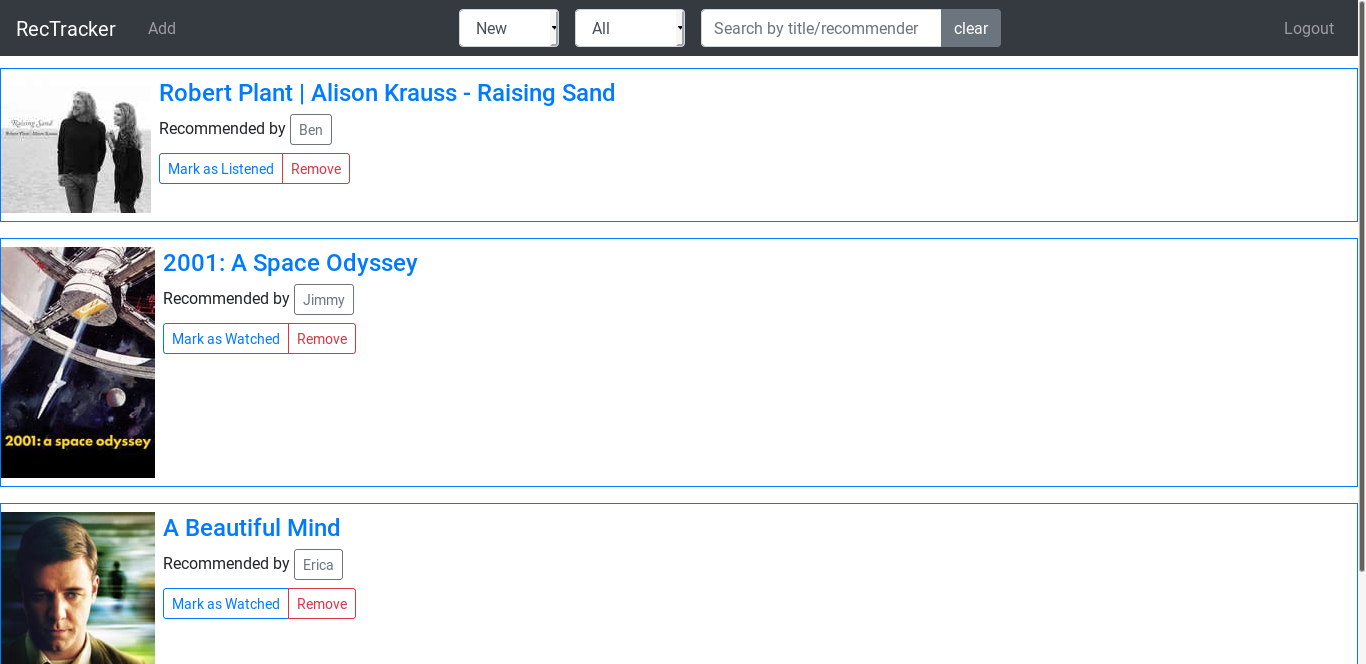 RecTracker Add New All Search by title/recommender clear Logout
Robert Plant | Alison Krauss - Raising Sand
Raising Sand
Robert Plant | Alison Krauss
Recommended by Ben
Mark as Listened Remove
2001: A Space Odyssey
Recommended by Jimmy
Mark as Watched Remove
2001: a space odyssey
A Beautiful Mind
Recommended by Erica
Mark as Watched Remove